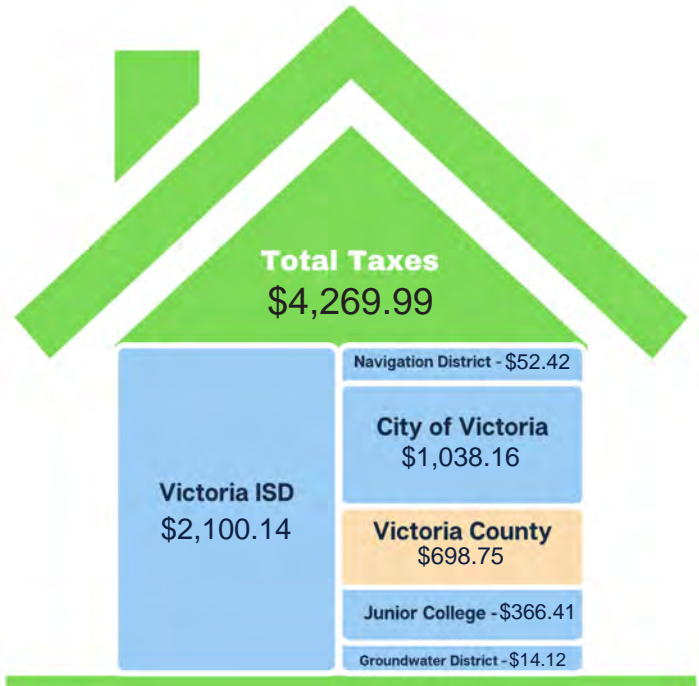 Total Taxes
$4,269.99
Victoria ISD
$2,100.14
Navigation District - $52.42
City of Victoria
$1,038.16
Victoria County
$698.75
Junior College - $366.41
Groundwater District - $14.12